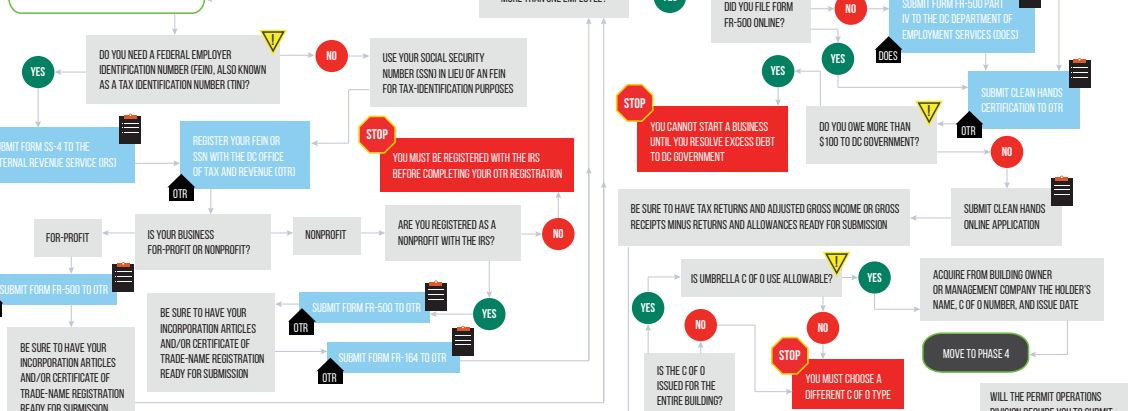 MORE THAN ONE EMPLOYEE?
DO YOU NEED A FEDERAL EMPLOYER
IDENTIFICATION NUMBER (FEIN), ALSO KNOWN
AS A TAX IDENTIFICATION NUMBER (TIN)?
YES
NO
USE YOUR SOCIAL SECURITY
NUMBER (SSN) IN LIEU OF AN FEIN
FOR TAX-IDENTIFICATION PURPOSES
SUBMIT FORM SS-4 TO THE
INTERNAL REVENUE SERVICE (IRS)
REGISTER YOUR FEIN OR
SSN WITH THE DC OFFICE
OF TAX AND REVENUE (OTR)
OTR
STOP
YOU MUST BE REGISTERED WITH THE IRS
BEFORE COMPLETING YOUR OTR REGISTRATION
FOR-PROFIT
IS YOUR BUSINESS
FOR-PROFIT OR NONPROFIT?
NONPROFIT
ARE YOU REGISTERED AS A
NONPROFIT WITH THE IRS?
NO
YES
SUBMIT FORM FR-500 TO OTR
BE SURE TO HAVE YOUR
INCORPORATION ARTICLES
AND/OR CERTIFICATE OF
TRADE-NAME REGISTRATION
READY FOR SUBMISSION
BE SURE TO HAVE YOUR
INCORPORATION ARTICLES
AND/OR CERTIFICATE OF
TRADE-NAME REGISTRATION
READY FOR SUBMISSION
SUBMIT FORM FR-500 TO OTR
OTR
SUBMIT FORM FR-164 TO OTR
OTR
YES
DID YOU FILE FORM
FR-500 ONLINE?
NO
SUBMIT FORM FR-500 PART
IV TO THE DC DEPARTMENT OF
EMPLOYMENT SERVICES (DOES)
DOES
YES
YES
SUBMIT CLEAN HANDS
CERTIFICATION TO OTR
OTR
STOP
YOU CANNOT START A BUSINESS
UNTIL YOU RESOLVE EXCESS DEBT
TO DC GOVERNMENT
DO YOU OWE MORE THAN
$100 TO DC GOVERNMENT?
NO
BE SURE TO HAVE TAX RETURNS AND ADJUSTED GROSS INCOME OR GROSS
RECEIPTS MINUS RETURNS AND ALLOWANCES READY FOR SUBMISSION
SUBMIT CLEAN HANDS
ONLINE APPLICATION
IS UMBRELLA C OF O USE ALLOWABLE?
YES
ACQUIRE FROM BUILDING OWNER
OR MANAGEMENT COMPANY THE HOLDER'S
NAME, C OF O NUMBER, AND ISSUE DATE
YES
NO
NO
MOVE TO PHASE 4
IS THE C OF O
ISSUED FOR THE
ENTIRE BUILDING?
STOP
YOU MUST CHOOSE A
DIFFERENT C OF O TYPE
WILL THE PERMIT OPERATIONS
DIVISION REQUIRE YOU TO SUBMIT